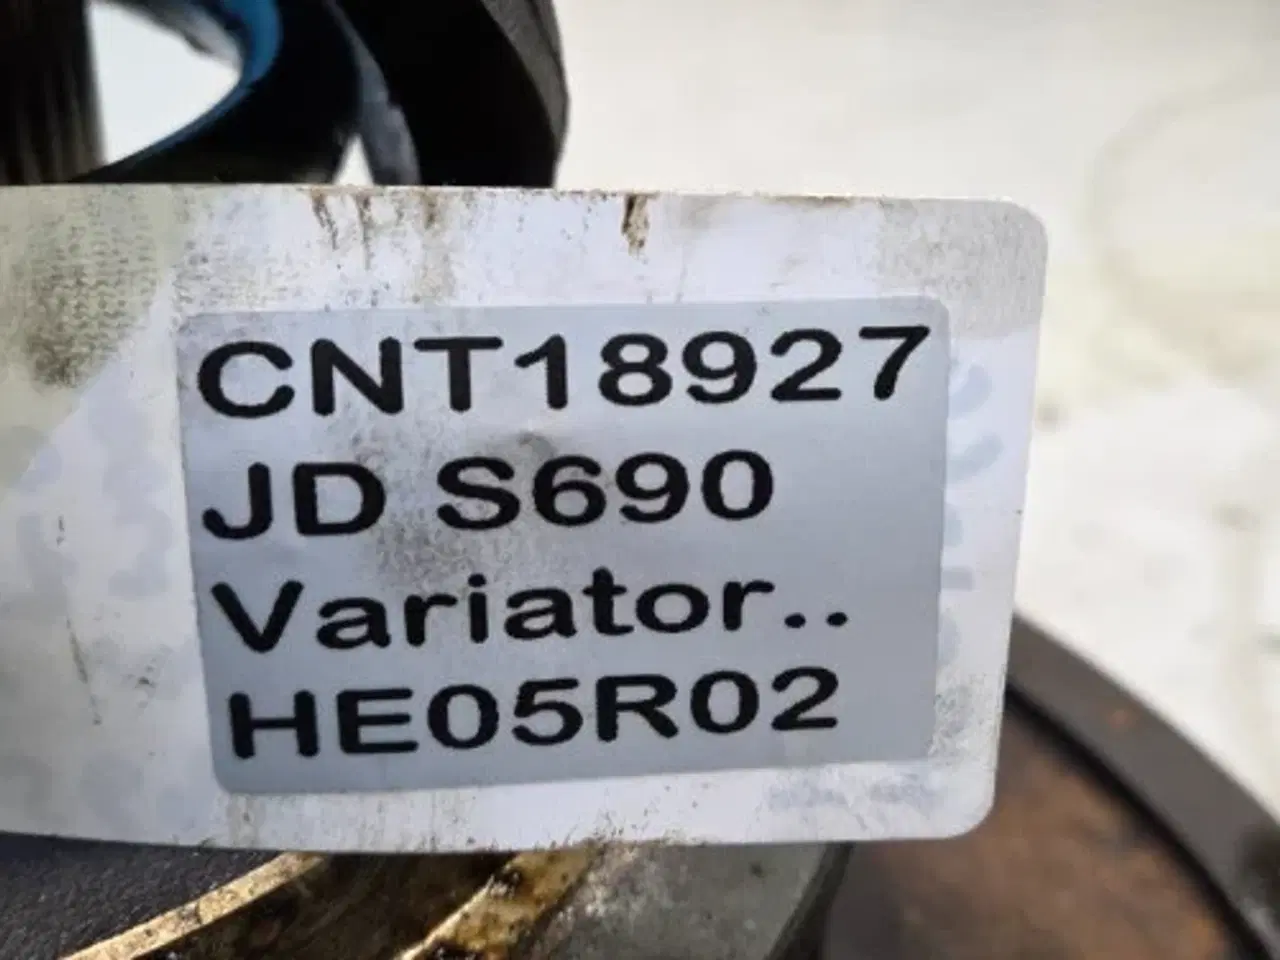 CNT18927
JD S690
Variator..
HE05R02